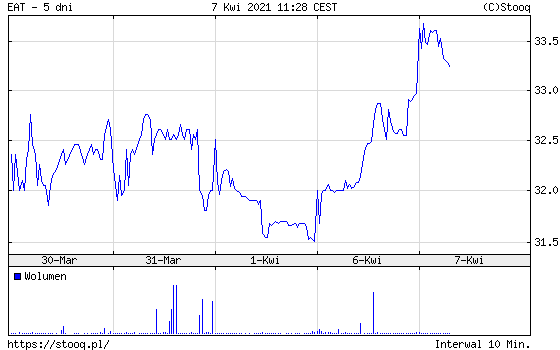 EAT - 5 dni 7 Kwi 2021 11:28 CEST (C)Stooq
33.5
33.0
32.5
32.0
31.5
30-Mar 31-Mar 1-Kwi 6-Kwi 7-Kwi
Wolumen
https://stooq.pl/ Interwał 10 Min.